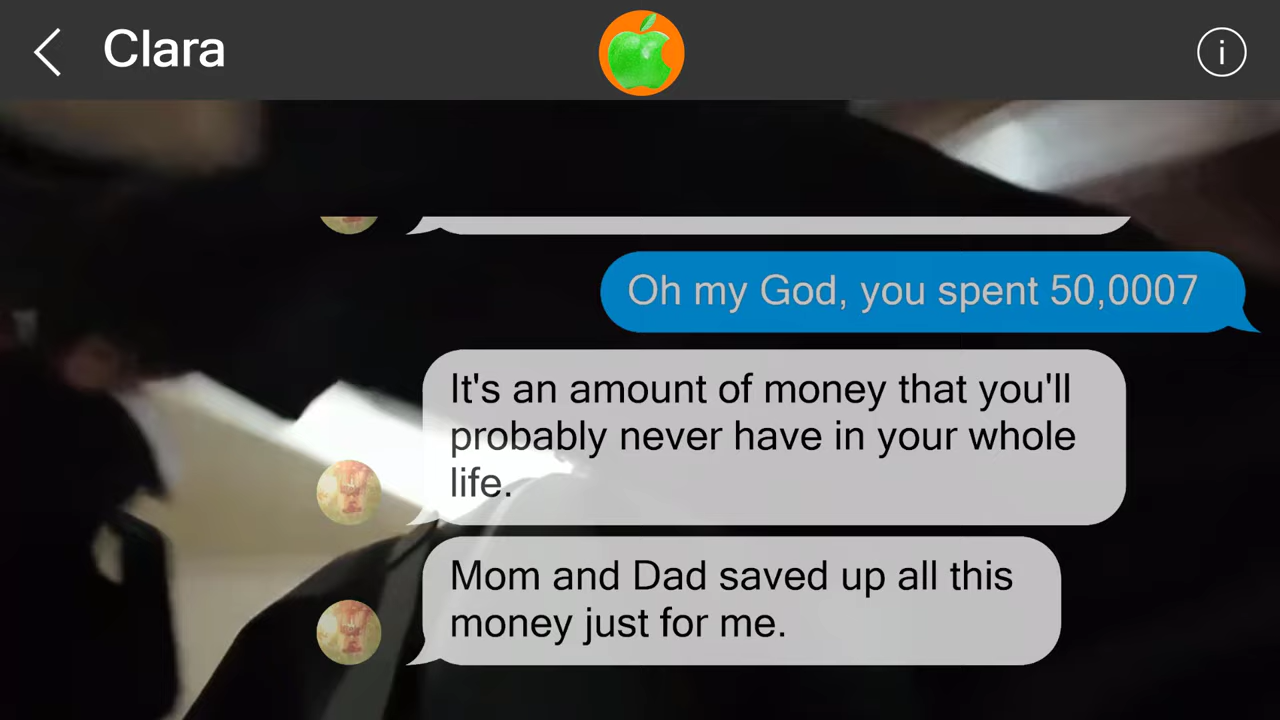 Clara
i
Oh my God, you spent 50,0007
It's an amount of money that you'll
probably never have in your whole
life.
Mom and Dad saved up all this
money just for me.